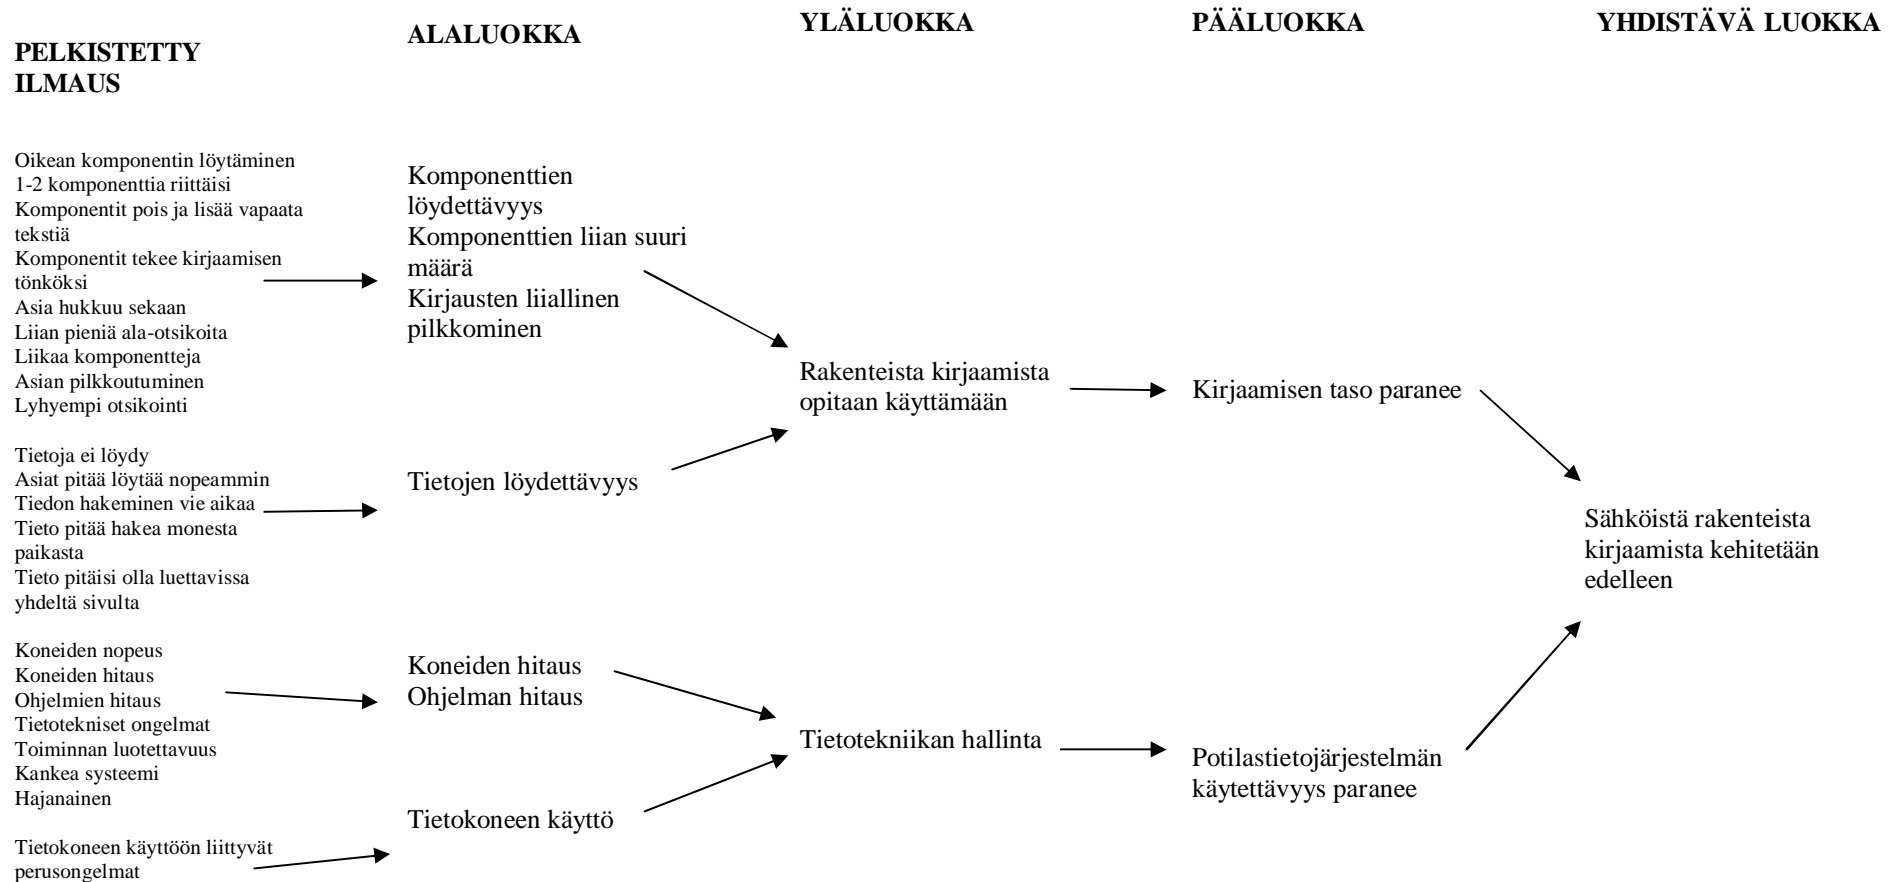 PELKISTETTY
ILMAUS
ALALUOKKA
YLÄLUOKKA
PÄÄLUOKKA
YHDISTÄVÄ LUOKKA
Oikean komponentin löytäminen
1-2 komponenttia riittäisi
Komponentit pois ja lisää vapaata
tekstiä
Komponentit tekee kirjaamisen
tönköksi
Asia hukkuu sekaan
Liian pieniä ala-otsikoita
Liikaa komponentteja
Asian pilkkoutuminen
Lyhyempi otsikointi
Tietoja ei löydy
Asiat pitää löytää nopeammin
Tiedon hakeminen vie aikaa
Tieto pitää hakea monesta
paikasta
Tieto pitäisi olla luettavissa
yhdeltä sivulta
Koneiden nopeus
Koneiden hitaus
Ohjelmien hitaus
Tietotekniset ongelmat
Toiminnan luotettavuus
Kankea systeemi
Hajanainen
Tietokoneen käyttöön liittyvät
perusongelmat
Komponenttien
löydettävyys
Komponenttien liian suuri
määrä
Kirjausten liiallinen
pilkkominen
Tietojen löydettävyys
Koneiden hitaus
Ohjelman hitaus
Tietokoneen käyttö
Rakenteista kirjaamista
opitaan käyttämään
Tietotekniikan hallinta
Kirjaamisen taso paranee
Potilastietojärjestelmän
käytettävyys paranee
Sähköistä rakenteista
kirjaamista kehitetään
edelleen